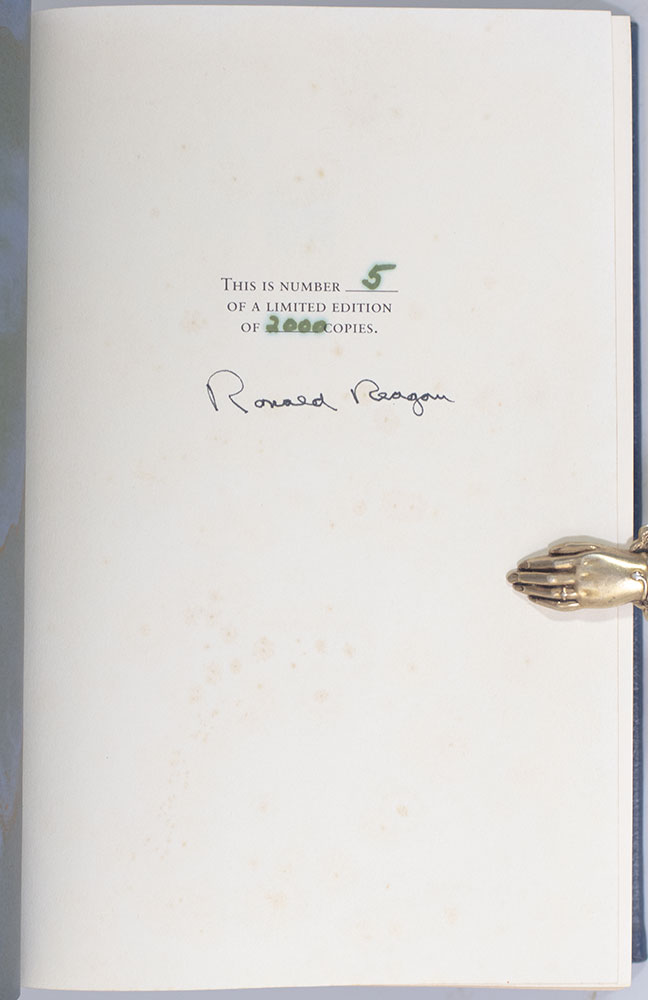 THIS IS NUMBER 5
OF A LIMITED EDITION
OF 2000 COPIES.
Ronald Reagan